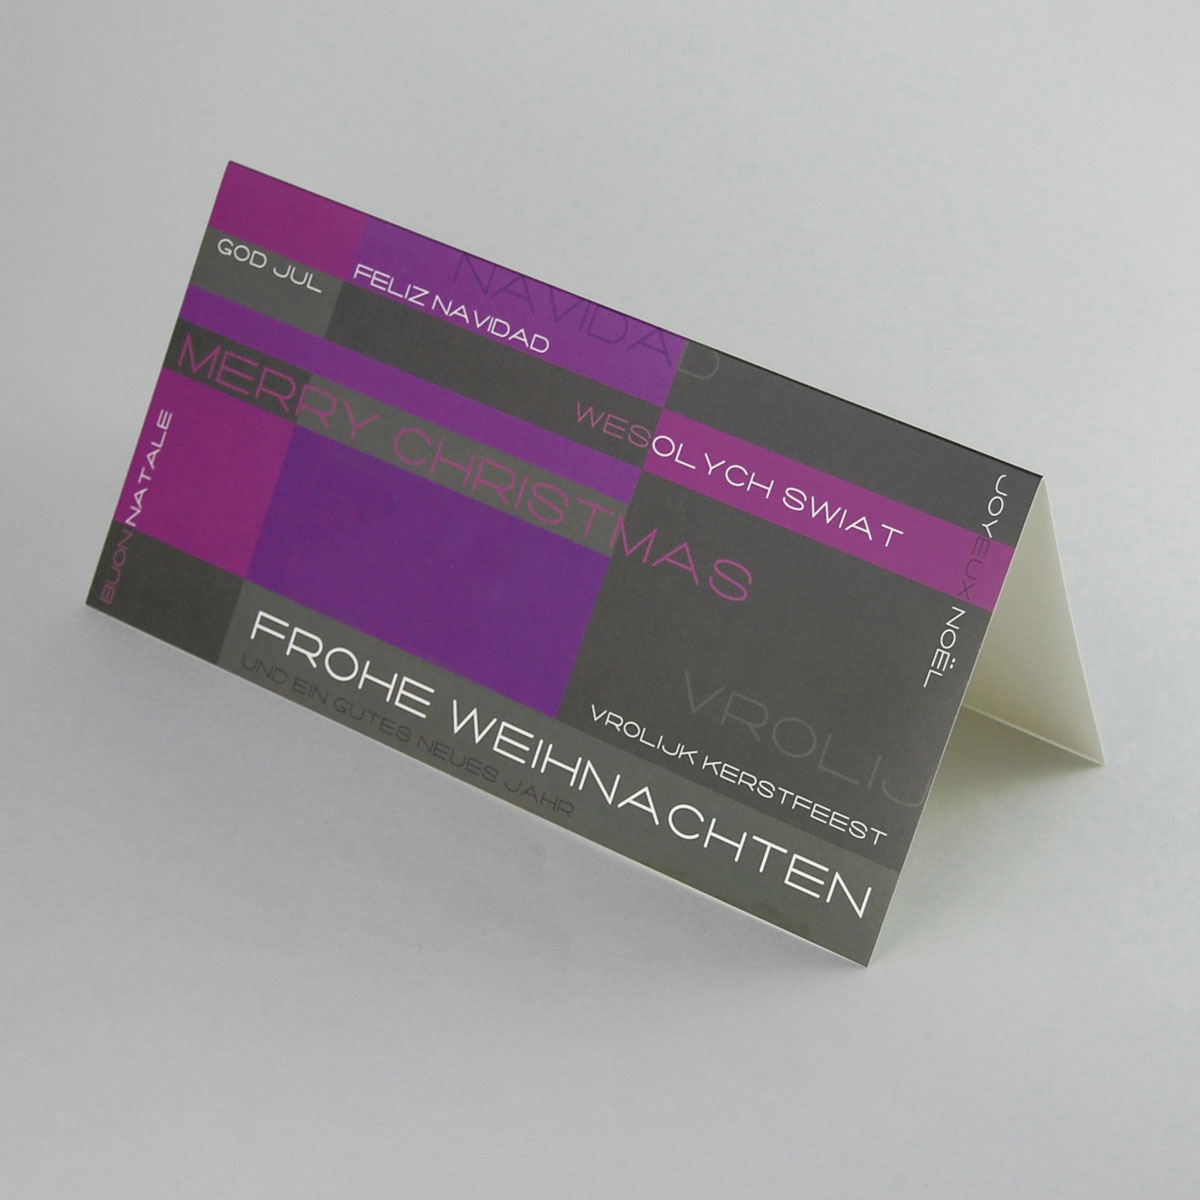 NAVIDAD
GOD JUL
FELIZ NAVIDAD
MERRY CHRISTMAS
WESOLYCH SWIAT
JOYEUX NOËL
BUON NATALE
VROLIJ
VROLIJK KERSTFEEST
FROHE WEIHNACHTEN
UND EIN GUTES NEUES JAHR